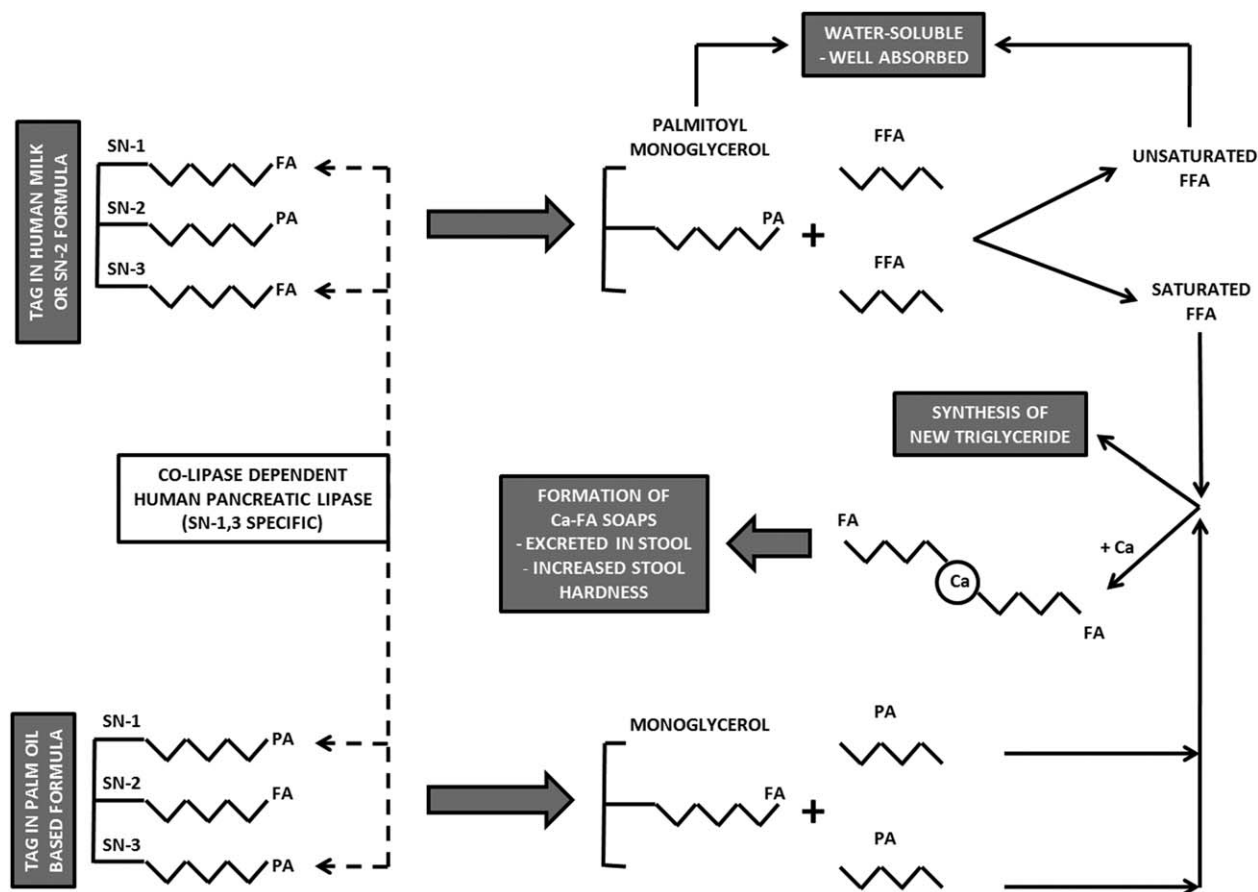 WATER-SOLUBLE
- WELL ABSORBED
TAG IN HUMAN MILK
OR SN-2 FORMULA
SN-1
FA
SN-2
PA
SN-3
FA
PALMITOYL
MONOGLYCEROL
PA
+
FFA
FFA
UNSATURATED
FFA
SATURATED
FFA
CO-LIPASE DEPENDENT
HUMAN PANCREATIC LIPASE
(SN-1,3 SPECIFIC)
SYNTHESIS OF
NEW TRIGLYCERIDE
FORMATION OF
Ca-FA SOAPS
- EXCRETED IN STOOL
- INCREASED STOOL
HARDNESS
FA
+ Ca
Ca
FA
TAG IN PALM OIL
BASED FORMULA
SN-1
PA
SN-2
FA
SN-3
PA
MONOGLYCEROL
FA
+
PA
PA